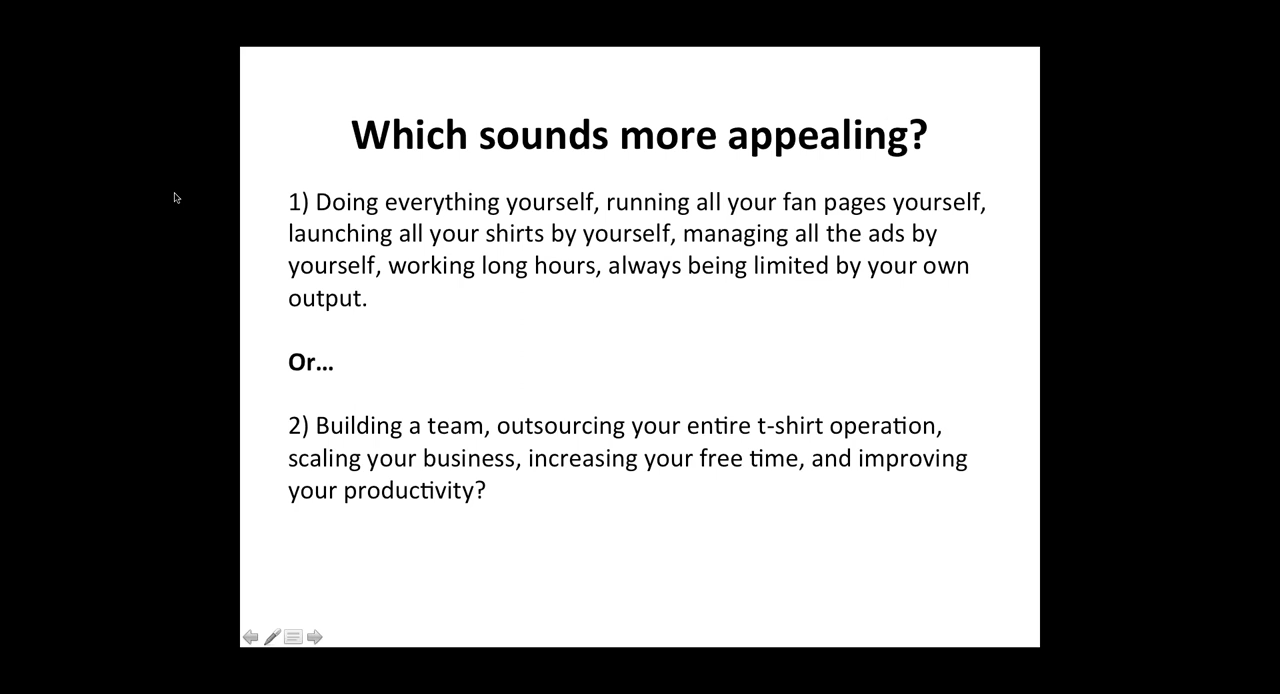 Which sounds more appealing?
1) Doing everything yourself, running all your fan pages yourself,
launching all your shirts by yourself, managing all the ads by
yourself, working long hours, always being limited by your own
output.
Or...
2) Building a team, outsourcing your entire t-shirt operation,
scaling your business, increasing your free time, and improving
your productivity?